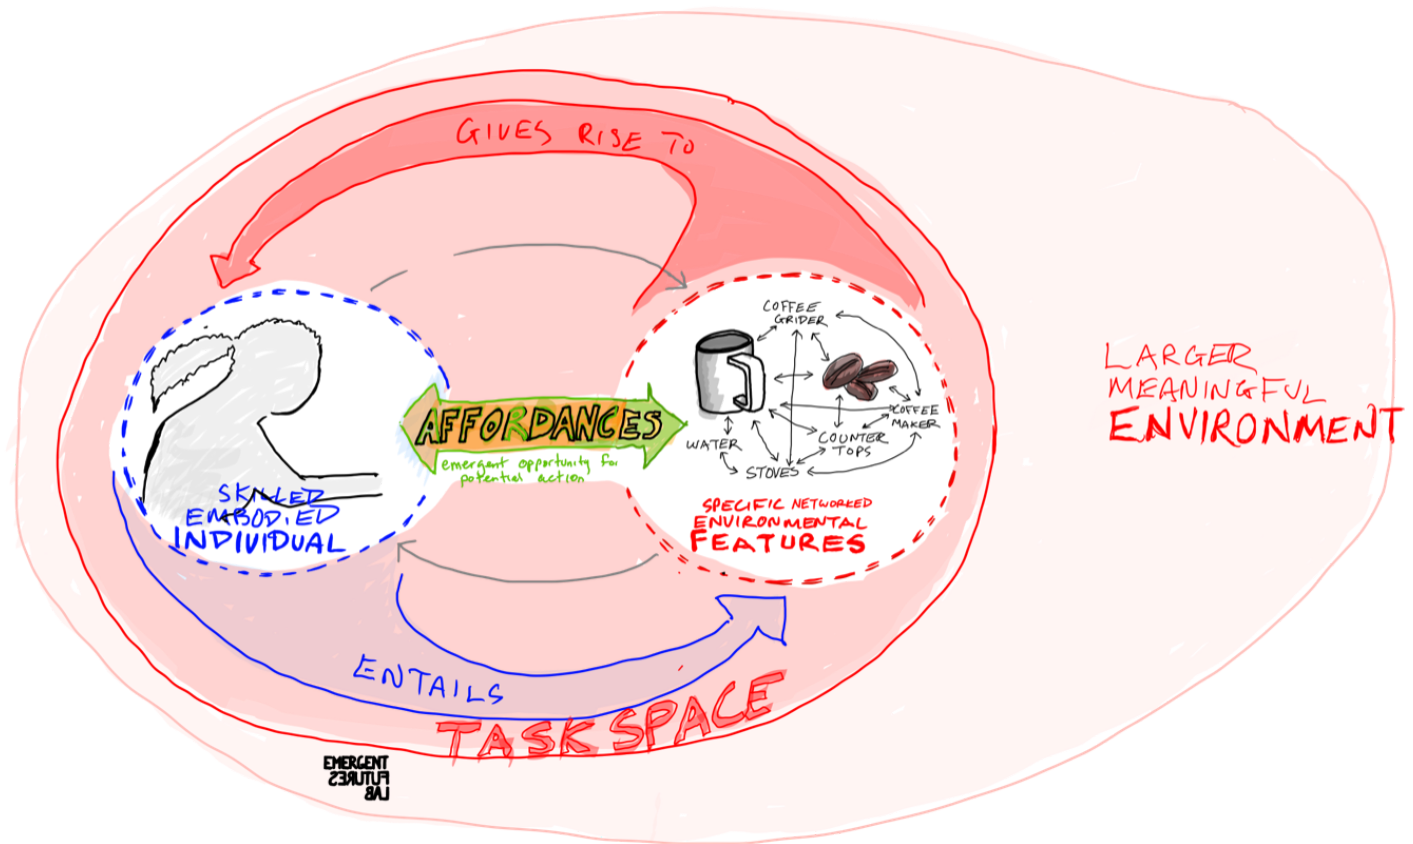 GIVES RISE TO
COFFEE
GRIDER
AFFORDANCES
emergent opportunity for
potential action
WATER
COUNTER
TOPS
COFFEE
MAKER
STOVES
SKILLED
EMBODIED
INDIVIDUAL
SPECIFIC NETWORKED
ENVIRONMENTAL
FEATURES
LARGER
MEANINGFUL
ENVIRONMENT
ENTAILS
TASK SPACE
EMERGENT
FUTURES
LAB